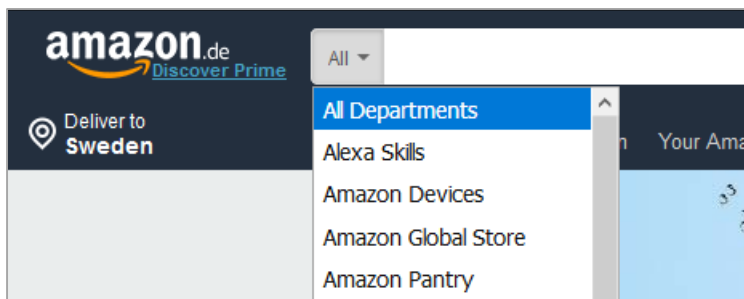 amazon.de
Discover Prime
All
Deliver to
Sweden
All Departments
Alexa Skills
Amazon Devices
Amazon Global Store
Amazon Pantry
Your Ama